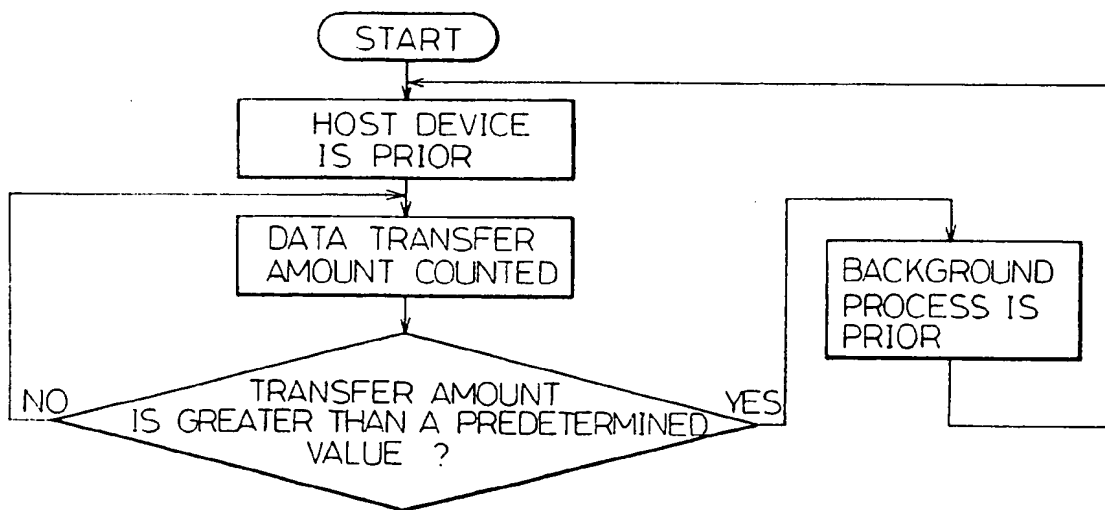 START
HOST DEVICE
IS PRIOR
DATA TRANSFER
AMOUNT COUNTED
TRANSFER AMOUNT
IS GREATER THAN A PREDETERMINED
VALUE ?
NO
YES
BACKGROUND
PROCESS IS
PRIOR